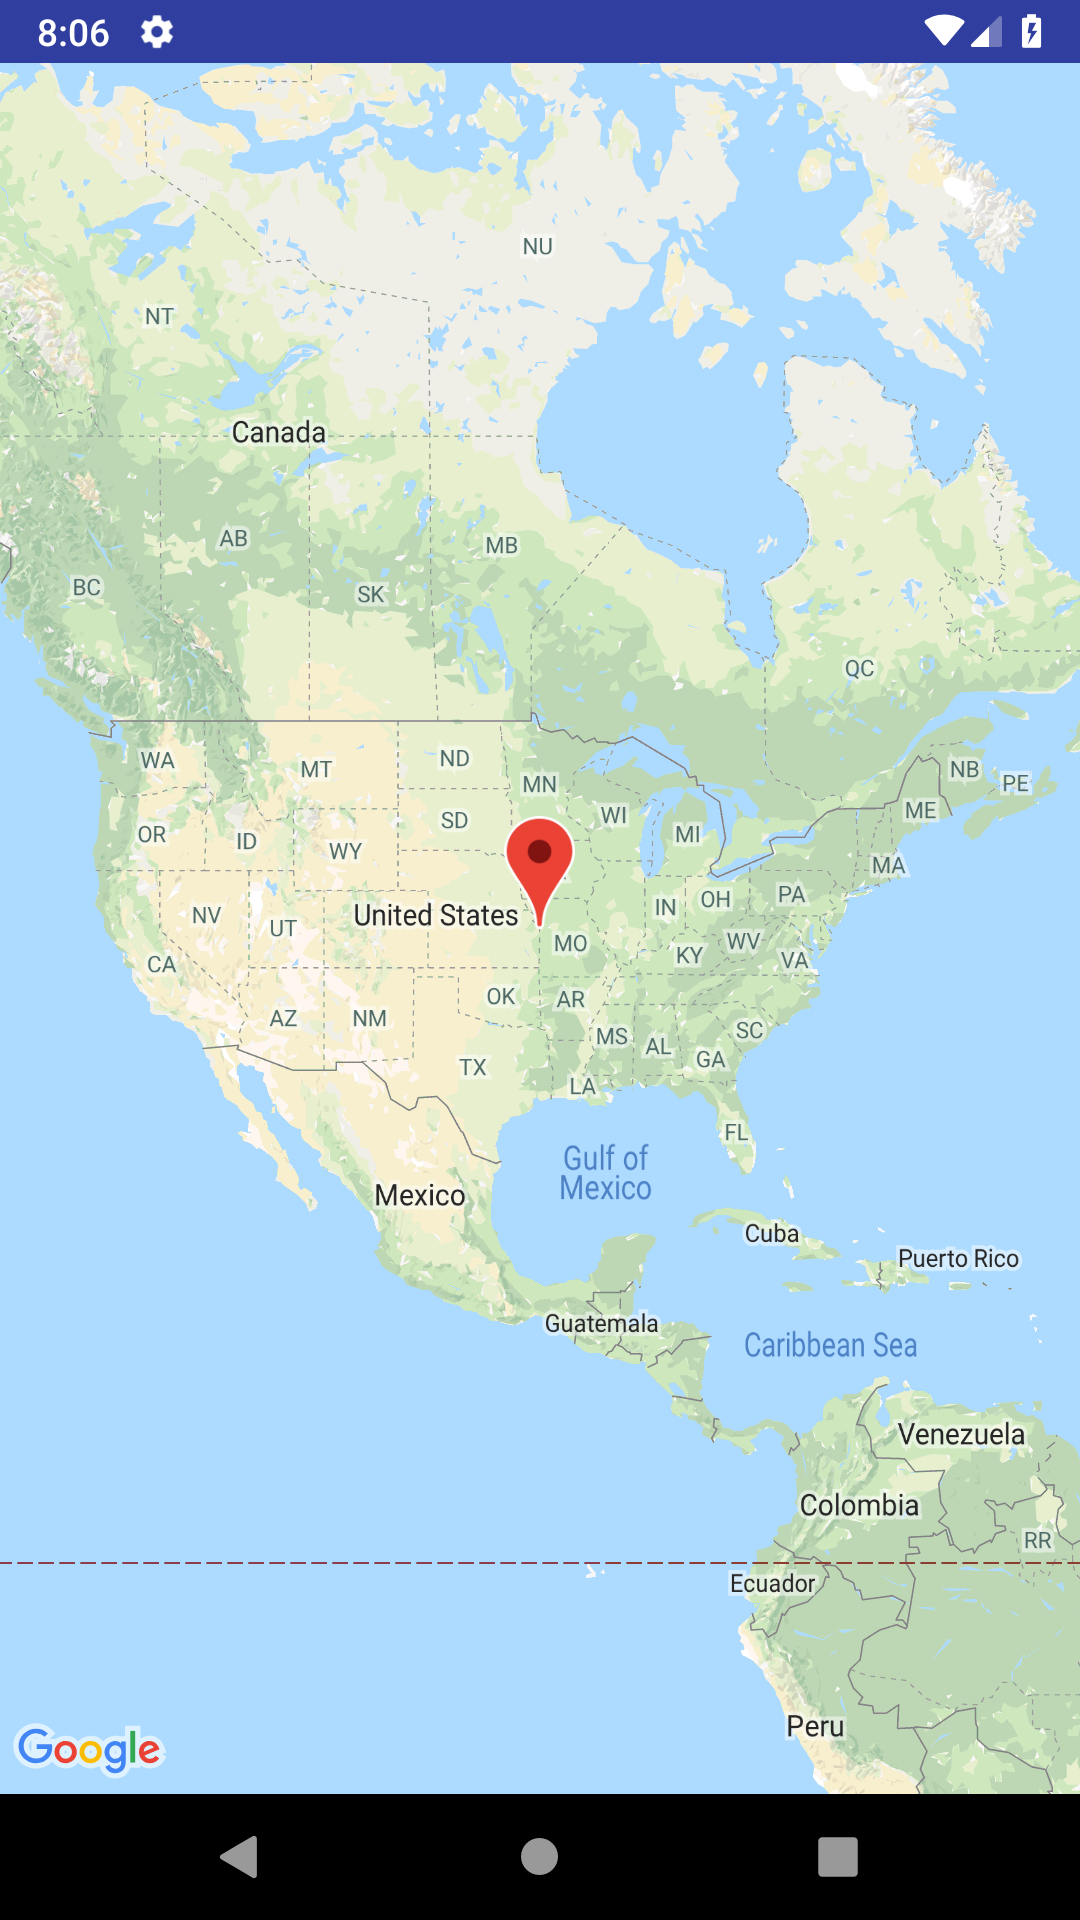 8:06
NU
NT
Canada
AB
MB
BC
SK
QC
WA
MT
ND
MN
NB
PE
OR
ID
WY
SD
WI
MI
ME
MA
NV
UT
United States
MO
IN
OH
PA
CA
KY
WV
VA
AZ
NM
OK
AR
MS
AL
GA
SC
TX
LA
FL
Gulf of
Mexico
Mexico
Cuba
Puerto Rico
Guatemala
Caribbean Sea
Venezuela
Colombia
RR
Ecuador
Peru
Google